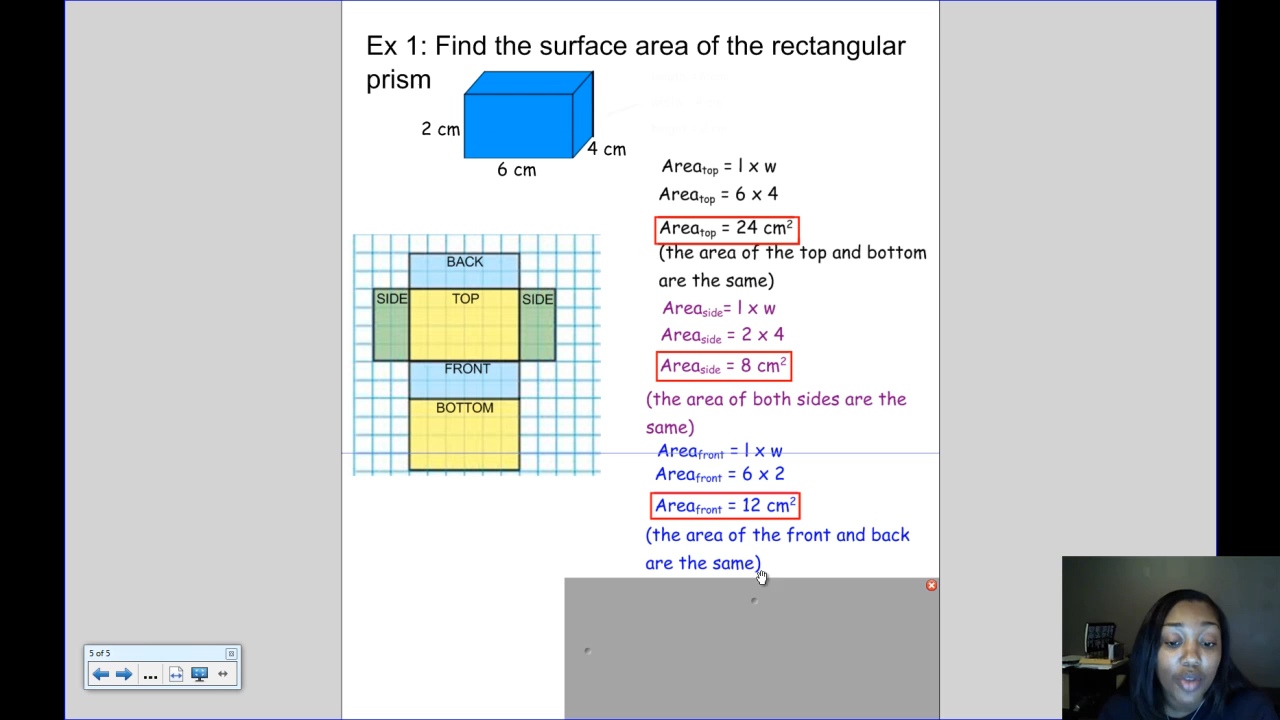 Ex 1: Find the surface area of the rectangular
prism
2 cm
4 cm
6 cm
Area top = l x w
Area top = 6 x 4
Area top = 24 cm²
(the area of the top and bottom
are the same)
Area side= l x w
Area side = 2 x 4
Area side = 8 cm²
(the area of both sides are the
same)
Area front = l x w
Area front = 6 x 2
Area front = 12 cm²
(the area of the front and back
are the same)
BACK
SIDE TOP SIDE
FRONT
BOTTOM
5 of 5
...